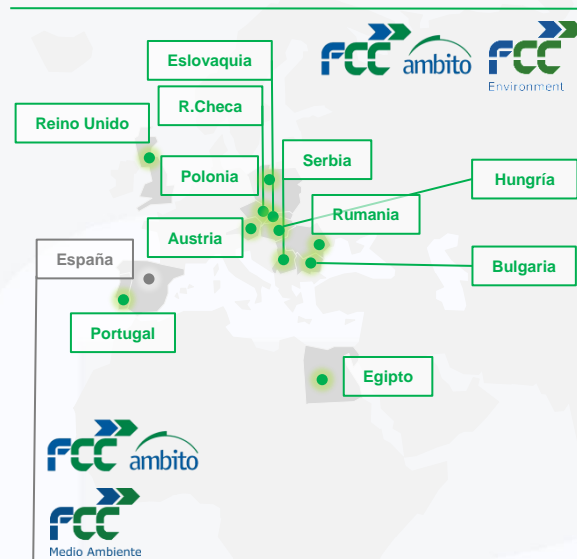 FCC ambito
FCC
Environment
Eslovaquia
R.Checa
Reino Unido
Polonia
Serbia
Hungría
Rumania
Austria
España
Bulgaria
Portugal
Egipto
FCC ambito
FCC
Medio Ambiente